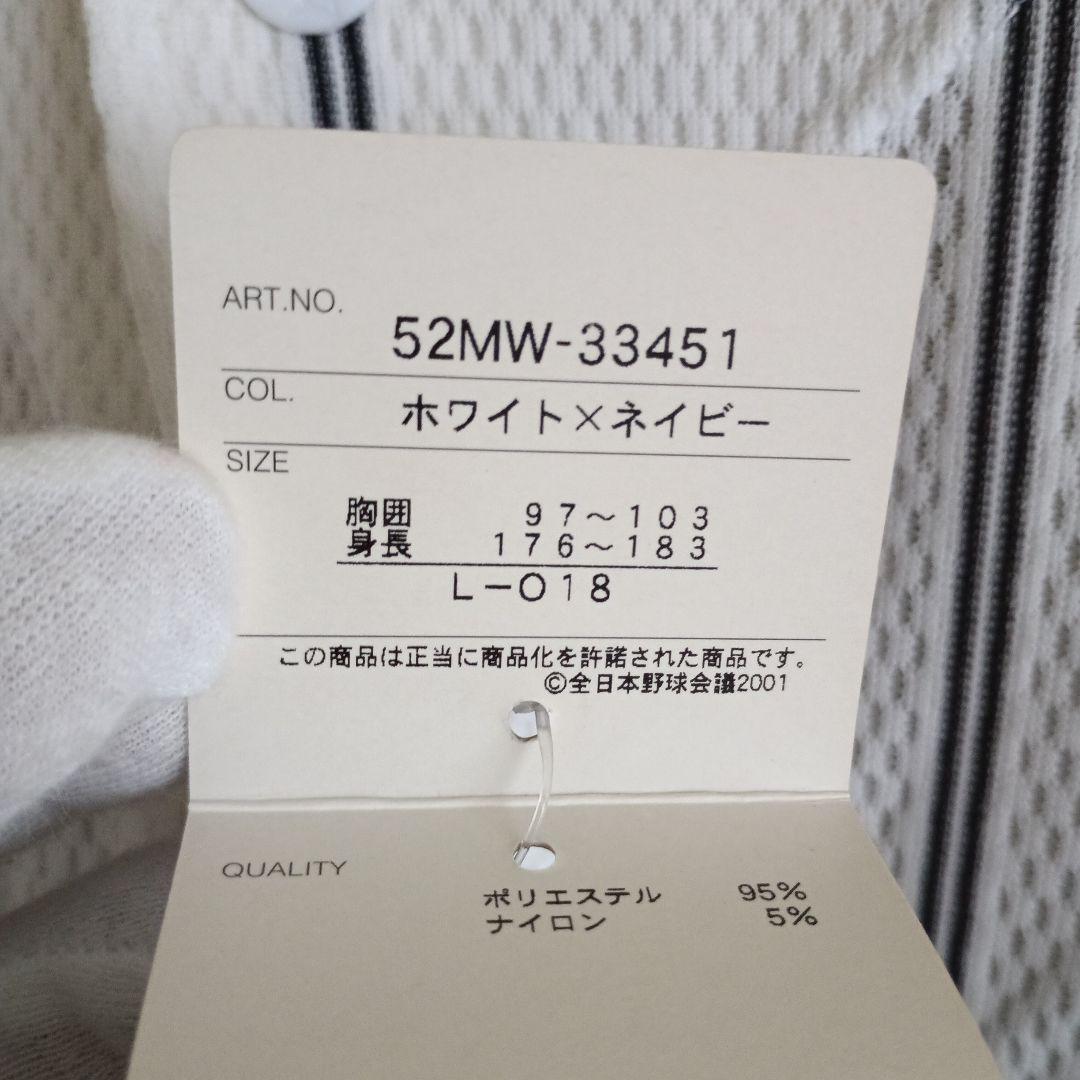 ART.NO.
52MW-33451
COL.
ホワイト×ネイビー
SIZE
胸囲 97～103
身長 176～183
L－O18
この商品は正当に商品化を許諾された商品です。
©全日本野球会議2001
QUALITY
ポリエステル 95%
ナイロン 5%